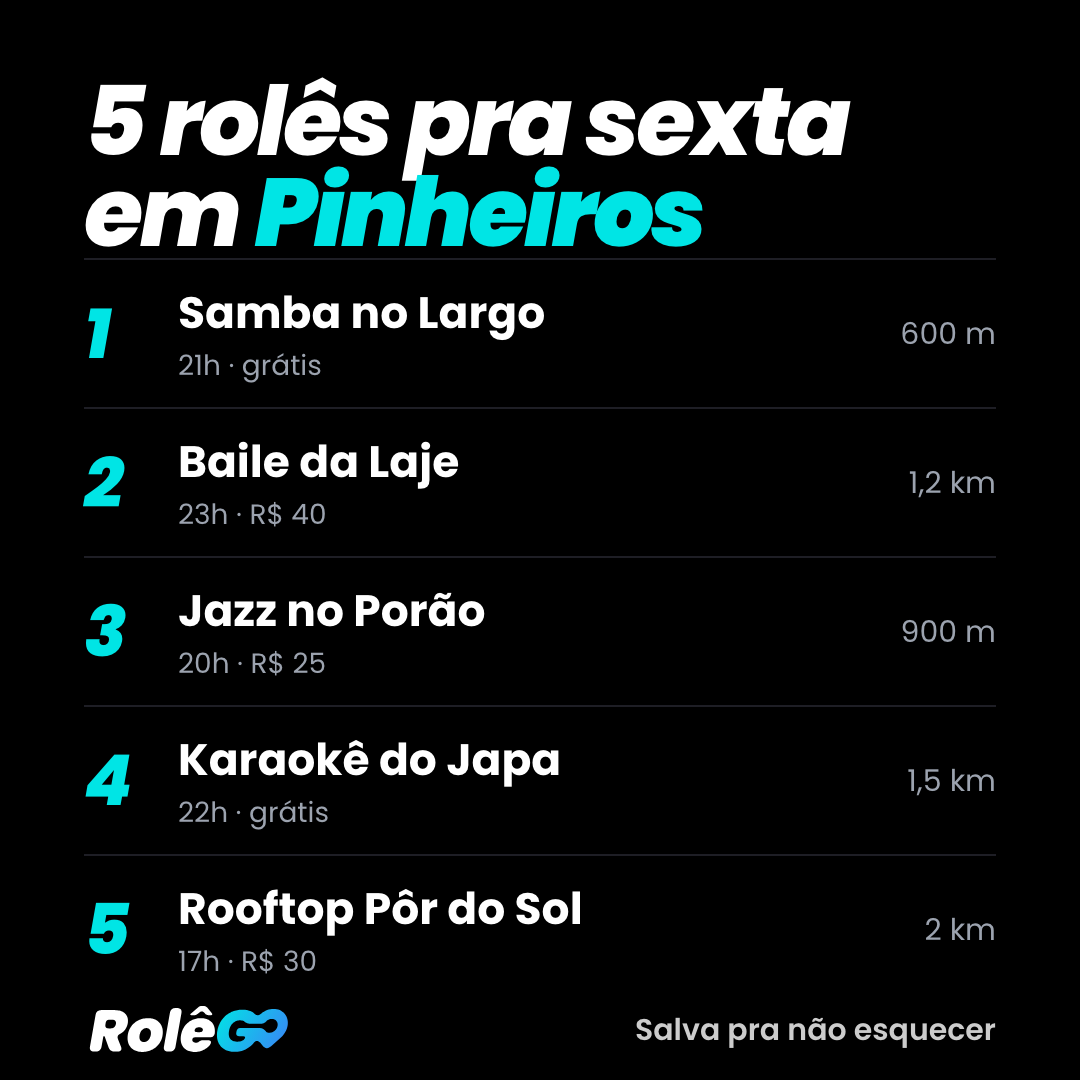 5 rolês pra sexta
em Pinheiros
1
Samba no Largo
600 m
21h · grátis
2
Baile da Laje
1,2 km
23h · R$ 40
3
Jazz no Porão
900 m
20h · R$ 25
4
Karaokê do Japa
1,5 km
22h · grátis
5
Rooftop Pôr do Sol
2 km
17h · R$ 30
RolêGO
Salva pra não esquecer